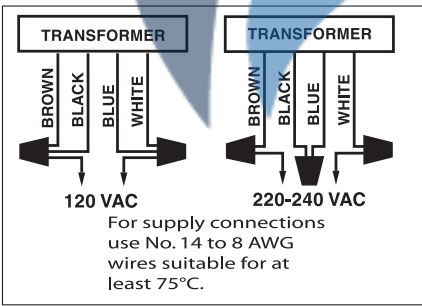 TRANSFORMER
BROWN
BLACK
BLUE
WHITE
120 VAC
TRANSFORMER
BROWN
BLACK
BLUE
WHITE
220-240 VAC
For supply connections
use No. 14 to 8 AWG
wires suitable for at
least 75°C.